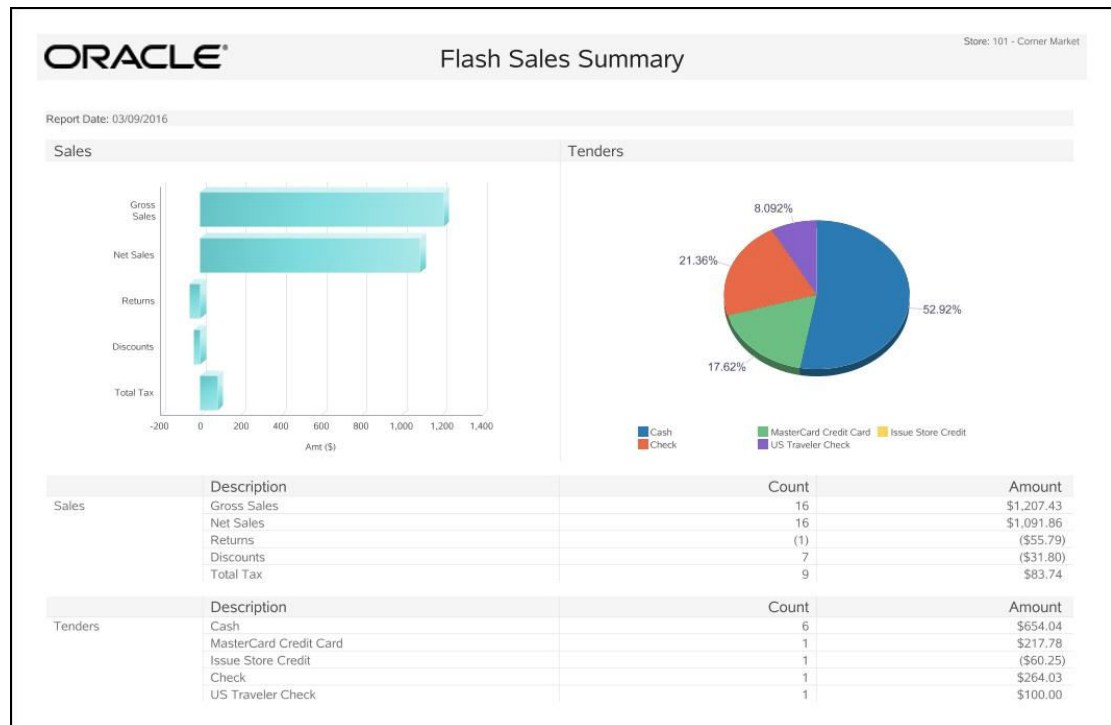 ORACLE®
Flash Sales Summary
Store: 101 - Corner Market
Report Date: 03/09/2016
Sales
Tenders
Gross
Sales
Net Sales
Returns
Discounts
Total Tax
-200 0 200 400 600 800 1,000 1,200 1,400
Amt ($)
8.092%
21.36%
52.92%
17.62%
Cash MasterCard Credit Card Issue Store Credit
Check US Traveler Check
Description Count Amount
Sales Gross Sales 16 $1,207.43
Net Sales 16 $1,091.86
Returns (1) ($55.79)
Discounts 7 ($31.80)
Total Tax 9 $83.74
Description Count Amount
Tenders Cash 6 $654.04
MasterCard Credit Card 1 $217.78
Issue Store Credit 1 ($60.25)
Check 1 $264.03
US Traveler Check 1 $100.00